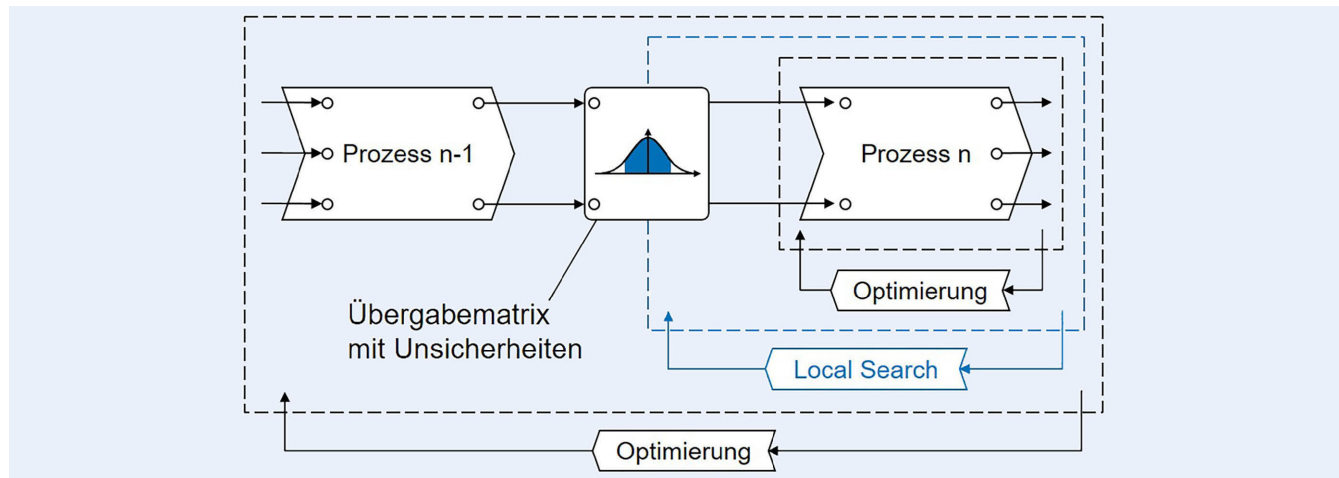 Prozess n-1
Prozess n
Optimierung
Übergabematrix
mit Unsicherheiten
Local Search
Optimierung